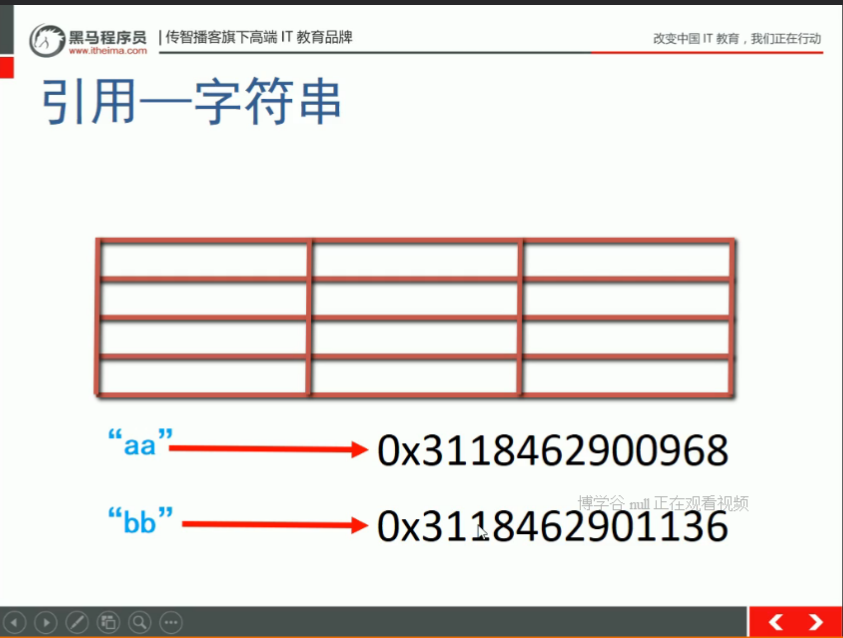 黑马程序员 | 传智播客旗下高端 IT 教育品牌
www.itheima.com
改变中国 IT 教育，我们正在行动
引用—字符串
“aa” 0x3118462900968
博学谷 null 正在观看视频
“bb” 0x3118462901136